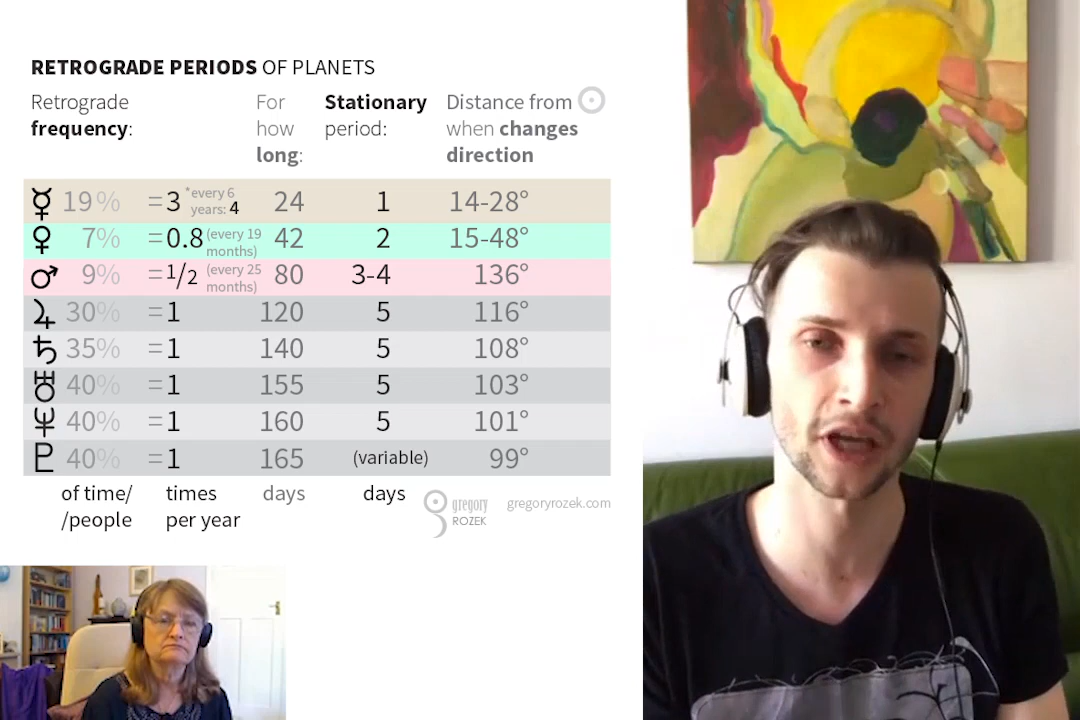 RETROGRADE PERIODS OF PLANETS
Retrograde
frequency:
For
how
long:
Stationary
period:
Distance from
when changes
direction
☿ 19% =3 *every 6 years: 4 24 1 14-28°
♀ 7% =0.8 (every 19 months) 42 2 15-48°
♂ 9% =1/2 (every 25 months) 80 3-4 136°
♃ 30% =1 120 5 116°
♄ 35% =1 140 5 108°
♅ 40% =1 155 5 103°
♆ 40% =1 160 5 101°
♇ 40% =1 165 (variable) 99°
of time/
/people
times
per year
days
days
gregory
ROZEK
gregoryrozek.com